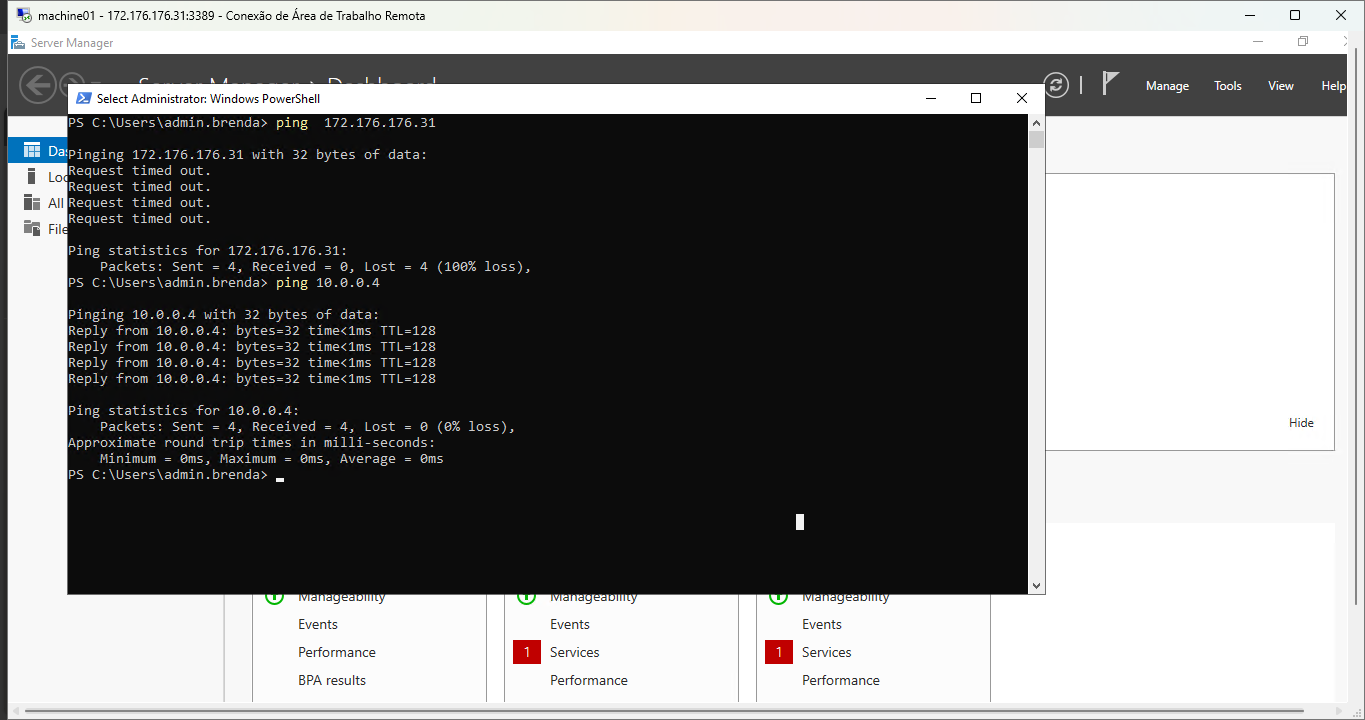 machine01 - 172.176.176.31:3389 - Conexão de Área de Trabalho Remota
Server Manager
Server Manager › Dashboard
Manage Tools View Help
Select Administrator: Windows PowerShell
PS C:\Users\admin.brenda> ping  172.176.176.31
Pinging 172.176.176.31 with 32 bytes of data:
Request timed out.
Request timed out.
Request timed out.
Request timed out.
Ping statistics for 172.176.176.31:
    Packets: Sent = 4, Received = 0, Lost = 4 (100% loss),
PS C:\Users\admin.brenda> ping 10.0.0.4
Pinging 10.0.0.4 with 32 bytes of data:
Reply from 10.0.0.4: bytes=32 time<1ms TTL=128
Reply from 10.0.0.4: bytes=32 time<1ms TTL=128
Reply from 10.0.0.4: bytes=32 time<1ms TTL=128
Reply from 10.0.0.4: bytes=32 time<1ms TTL=128
Ping statistics for 10.0.0.4:
    Packets: Sent = 4, Received = 4, Lost = 0 (0% loss),
Approximate round trip times in milli-seconds:
    Minimum = 0ms, Maximum = 0ms, Average = 0ms
PS C:\Users\admin.brenda>
Das
Loc
All
File
Hide
Manageability
Events
Performance
BPA results
Manageability
Events
1 Services
Performance
Manageability
Events
1 Services
Performance